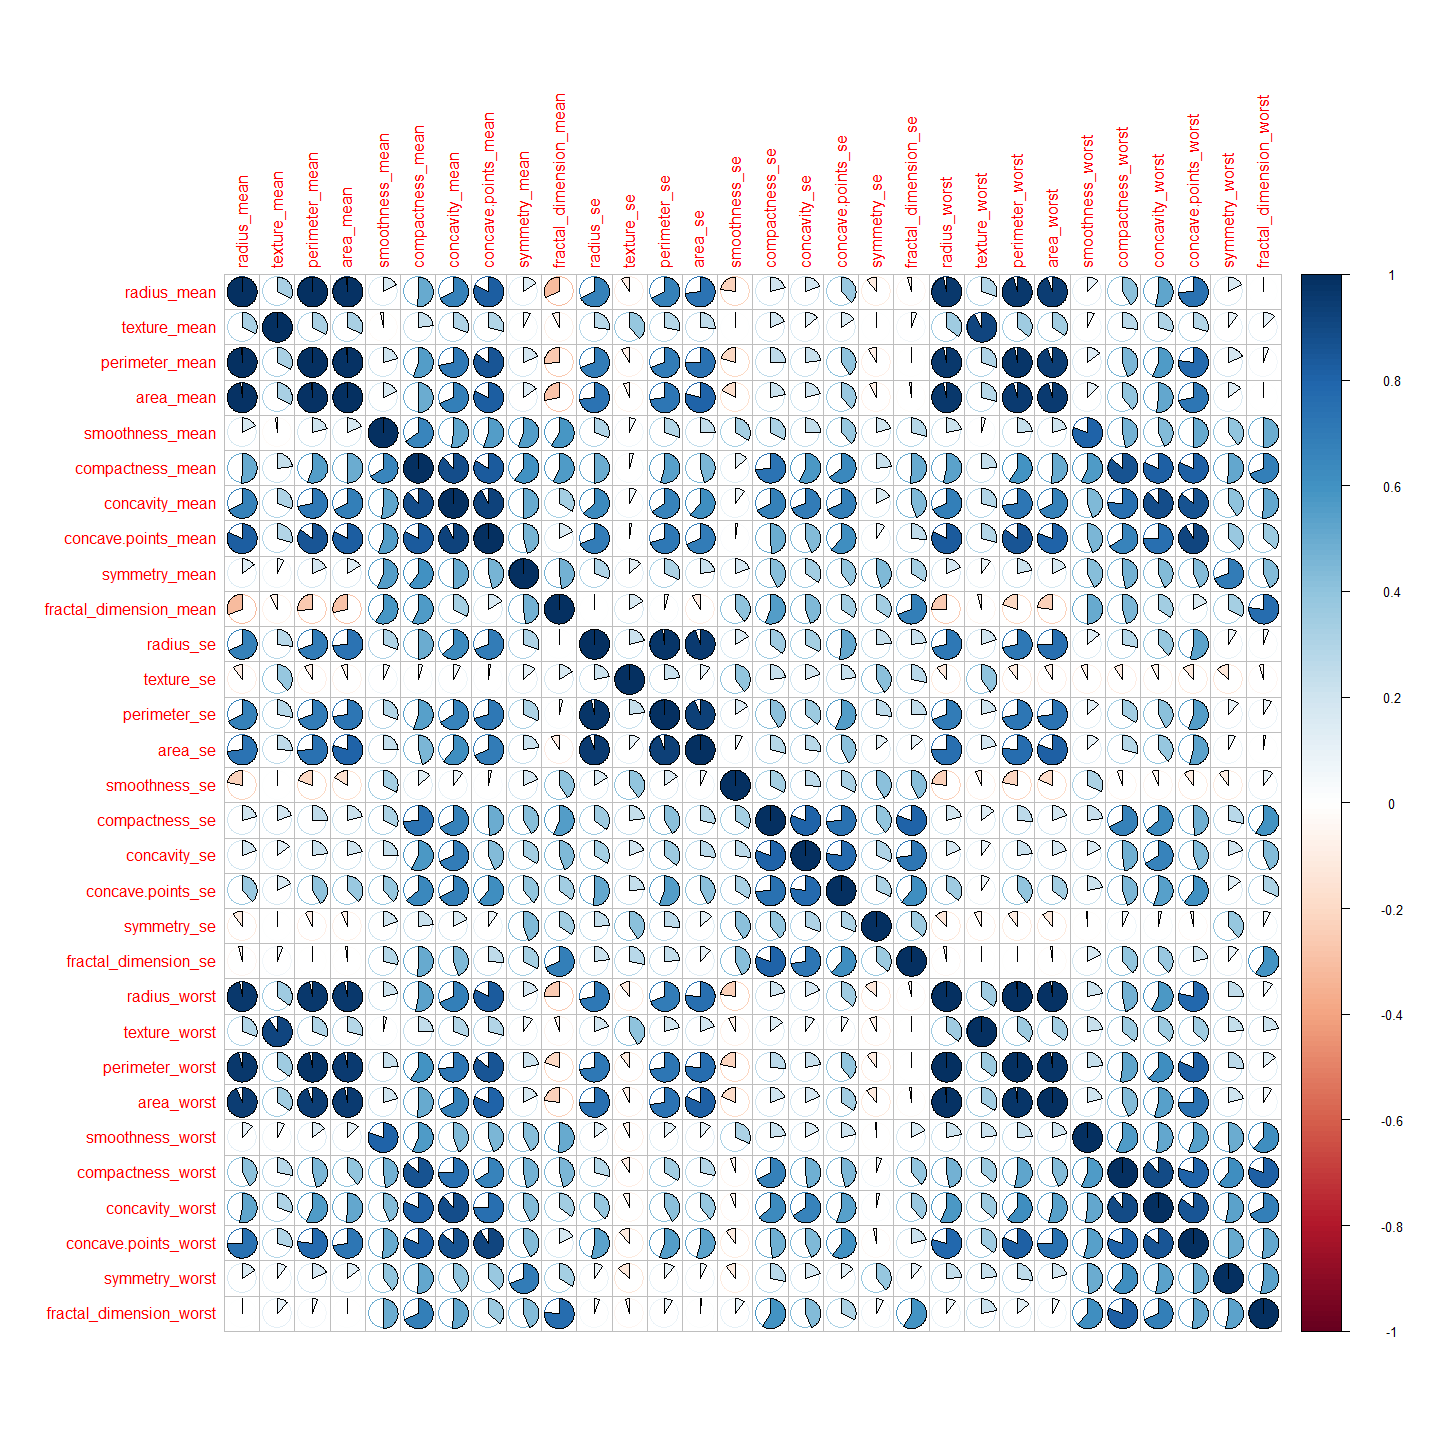 radius_mean
texture_mean
perimeter_mean
area_mean
smoothness_mean
compactness_mean
concavity_mean
concave.points_mean
symmetry_mean
fractal_dimension_mean
radius_se
texture_se
perimeter_se
area_se
smoothness_se
compactness_se
concavity_se
concave.points_se
symmetry_se
fractal_dimension_se
radius_worst
texture_worst
perimeter_worst
area_worst
smoothness_worst
compactness_worst
concavity_worst
concave.points_worst
symmetry_worst
fractal_dimension_worst
radius_mean
texture_mean
perimeter_mean
area_mean
smoothness_mean
compactness_mean
concavity_mean
concave.points_mean
symmetry_mean
fractal_dimension_mean
radius_se
texture_se
perimeter_se
area_se
smoothness_se
compactness_se
concavity_se
concave.points_se
symmetry_se
fractal_dimension_se
radius_worst
texture_worst
perimeter_worst
area_worst
smoothness_worst
compactness_worst
concavity_worst
concave.points_worst
symmetry_worst
fractal_dimension_worst
1
0.8
0.6
0.4
0.2
0
-0.2
-0.4
-0.6
-0.8
-1